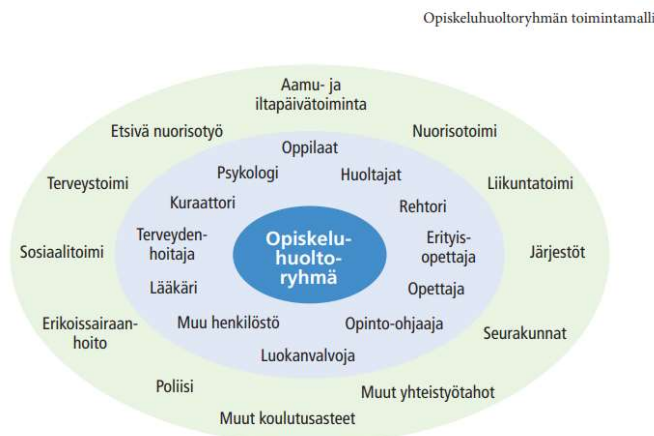 Opiskeluhuoltoryhmän toimintamalli
Aamu- ja
iltapäivätoiminta
Etsivä nuorisotyö
Nuorisotoimi
Oppilaat
Psykologi
Huoltajat
Terveystoimi
Liikuntatoimi
Kuraattori
Rehtori
Opiskelu-
huolto-
ryhmä
Terveyden-
hoitaja
Erityis-
opettaja
Sosiaalitoimi
Järjestöt
Lääkäri
Opettaja
Erikoissairaan-
hoito
Muu henkilöstö
Opinto-ohjaaja
Seurakunnat
Luokanvalvoja
Poliisi
Muut yhteistyötahot
Muut koulutusasteet